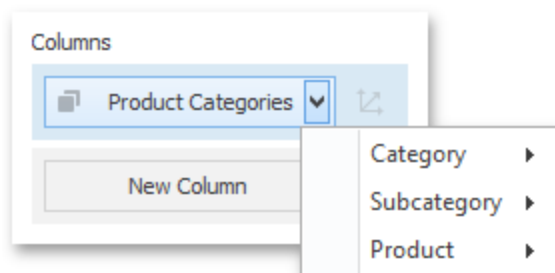 Columns
Product Categories
New Column
Category
Subcategory
Product